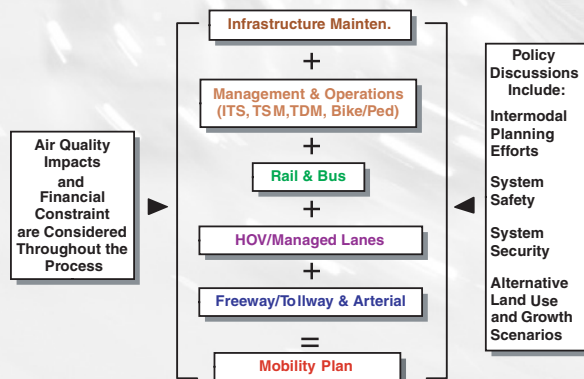 Air Quality
Impacts
and
Financial
Constraint
are Considered
Throughout the
Process
Infrastructure Mainten.
+
Management & Operations
(ITS, TSM,TDM, Bike/Ped)
+
Rail & Bus
+
HOV/Managed Lanes
+
Freeway/Tollway & Arterial
=
Mobility Plan
Policy
Discussions
Include:
Intermodal
Planning
Efforts
System
Safety
System
Security
Alternative
Land Use
and Growth
Scenarios